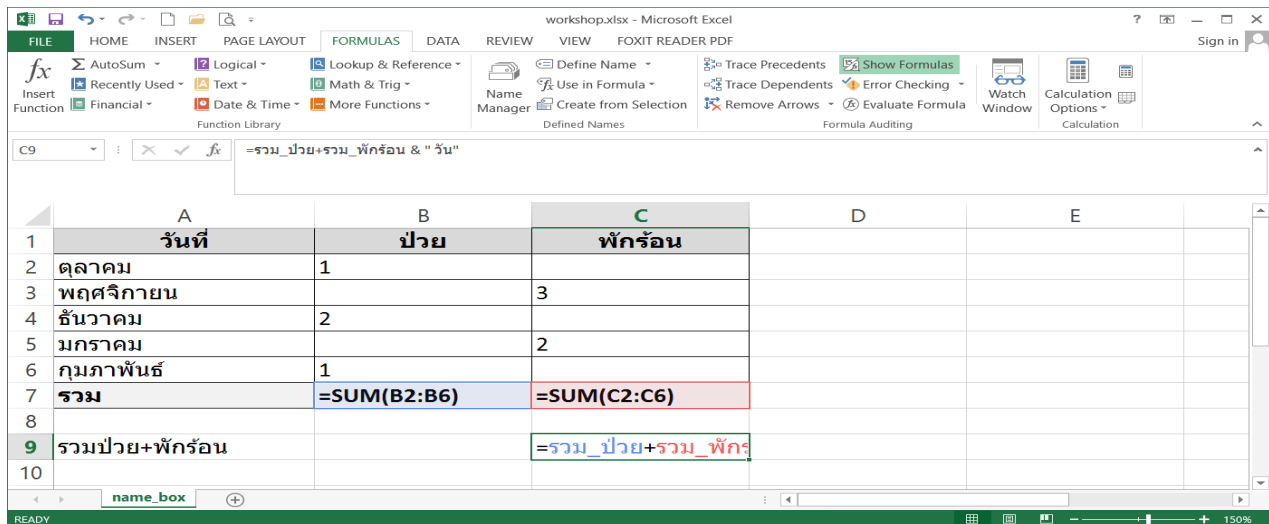 workshop.xlsx - Microsoft Excel
FILE HOME INSERT PAGE LAYOUT FORMULAS DATA REVIEW VIEW FOXIT READER PDF Sign in
fx Insert Function
∑ AutoSum
Recently Used
Financial
Logical
Text
Date & Time
Lookup & Reference
Math & Trig
More Functions
Function Library
Name Manager
Define Name
Use in Formula
Create from Selection
Defined Names
Trace Precedents
Trace Dependents
Remove Arrows
Show Formulas
Error Checking
Evaluate Formula
Formula Auditing
Watch Window
Calculation Options
Calculation
C9 fx =รวม_ป่วย+รวม_พักร้อน & " วัน"
A B C D E
1 วันที่ ป่วย พักร้อน
2 ตุลาคม 1
3 พฤศจิกายน 3
4 ธันวาคม 2
5 มกราคม 2
6 กุมภาพันธ์ 1
7 รวม =SUM(B2:B6) =SUM(C2:C6)
8
9 รวมป่วย+พักร้อน =รวม_ป่วย+รวม_พักร
10
name_box
READY 150%